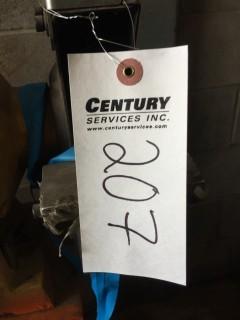 CENTURY
SERVICES INC.
www.centuryservices.com
207